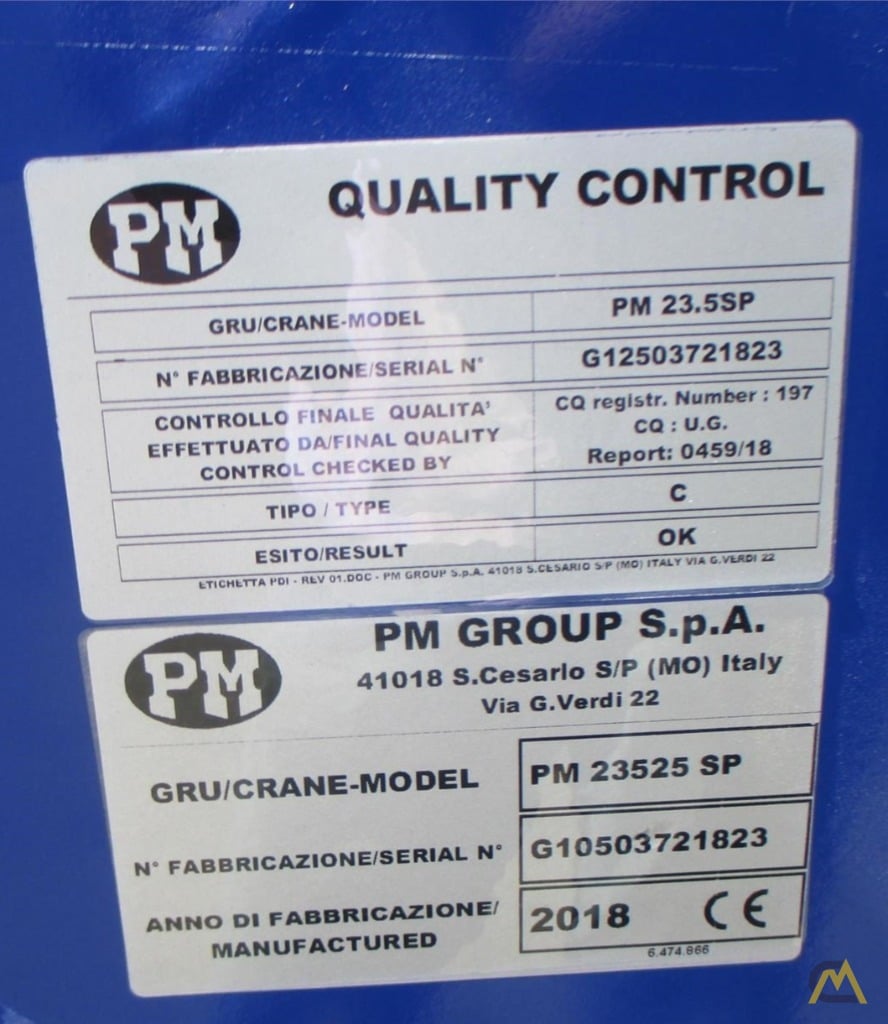 PM
QUALITY CONTROL
GRU/CRANE-MODEL
PM 23.5SP
N° FABBRICAZIONE/SERIAL N°
G12503721823
CONTROLLO FINALE QUALITA'
EFFETTUATO DA/FINAL QUALITY
CONTROL CHECKED BY
CQ registr. Number : 197
CQ : U.G.
Report: 0459/18
TIPO / TYPE
C
ESITO/RESULT
OK
ETICHETTA PDI - REV 01.DOC - PM GROUP S.p.A. 41018 S.CESARIO S/P (MO) ITALY VIA G.VERDI 22
PM
PM GROUP S.p.A.
41018 S.Cesario S/P (MO) Italy
Via G.Verdi 22
GRU/CRANE-MODEL
PM 23525 SP
N° FABBRICAZIONE/SERIAL N°
G10503721823
ANNO DI FABBRICAZIONE/
MANUFACTURED
2018 CE
6.474.866